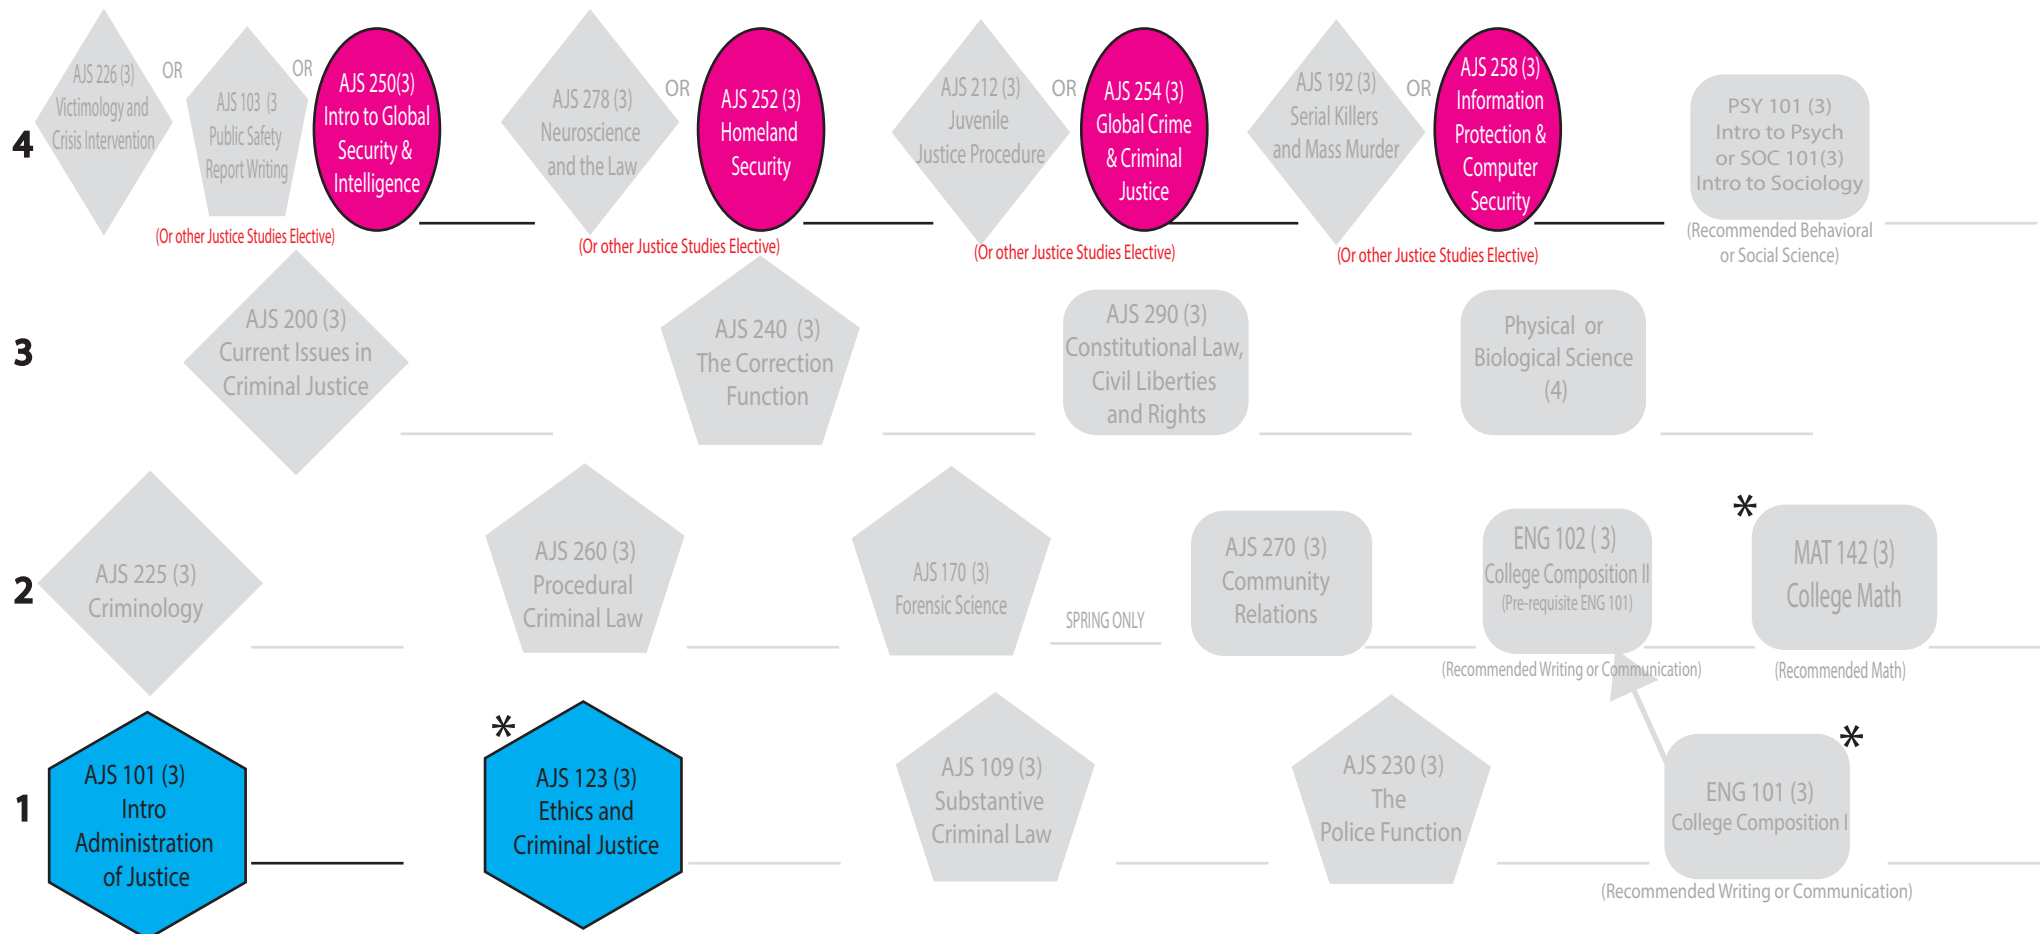 4
AJS 226 (3)
Victimology and
Crisis Intervention
OR
AJS 103 (3
Public Safety
Report Writing
OR
AJS 250(3)
Intro to Global
Security &
Intelligence
(Or other Justice Studies Elective)
AJS 278 (3)
Neuroscience
and the Law
OR
AJS 252 (3)
Homeland
Security
(Or other Justice Studies Elective)
AJS 212 (3)
Juvenile
Justice Procedure
OR
AJS 254 (3)
Global Crime
& Criminal
Justice
(Or other Justice Studies Elective)
AJS 192 (3)
Serial Killers
and Mass Murder
OR
AJS 258 (3)
Information
Protection &
Computer
Security
(Or other Justice Studies Elective)
PSY 101 (3)
Intro to Psych
or SOC 101(3)
Intro to Sociology
(Recommended Behavioral
or Social Science)
3
AJS 200 (3)
Current Issues in
Criminal Justice
AJS 240 (3)
The Correction
Function
AJS 290 (3)
Constitutional Law,
Civil Liberties
and Rights
Physical or
Biological Science
(4)
2
AJS 225 (3)
Criminology
AJS 260 (3)
Procedural
Criminal Law
AJS 170 (3)
Forensic Science
SPRING ONLY
AJS 270 (3)
Community
Relations
ENG 102 ( 3)
College Composition II
(Pre-requisite ENG 101)
(Recommended Writing or Communication)
*
MAT 142 (3)
College Math
(Recommended Math)
1
AJS 101 (3)
Intro
Administration
of Justice
*
AJS 123 (3)
Ethics and
Criminal Justice
AJS 109 (3)
Substantive
Criminal Law
AJS 230 (3)
The
Police Function
*
ENG 101 (3)
College Composition I
(Recommended Writing or Communication)